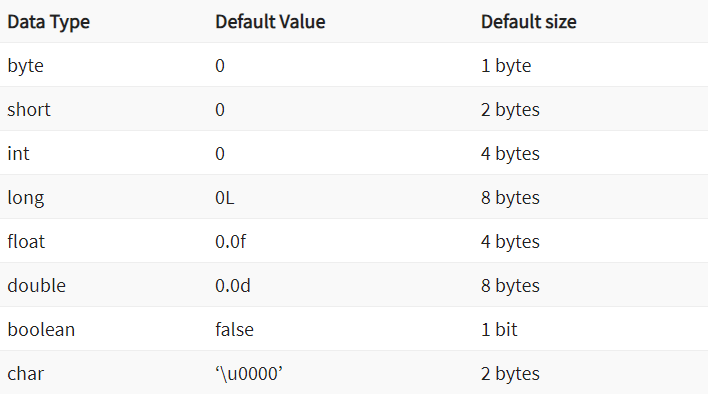 Data Type Default Value Default size
byte 0 1 byte
short 0 2 bytes
int 0 4 bytes
long 0L 8 bytes
float 0.0f 4 bytes
double 0.0d 8 bytes
boolean false 1 bit
char ‘\u0000’ 2 bytes